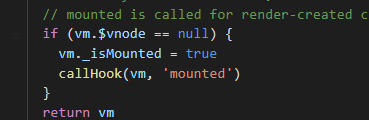 // mounted is called for render-created c
if (vm.$vnode == null) {
vm._isMounted = true
callHook(vm, 'mounted')
}
return vm